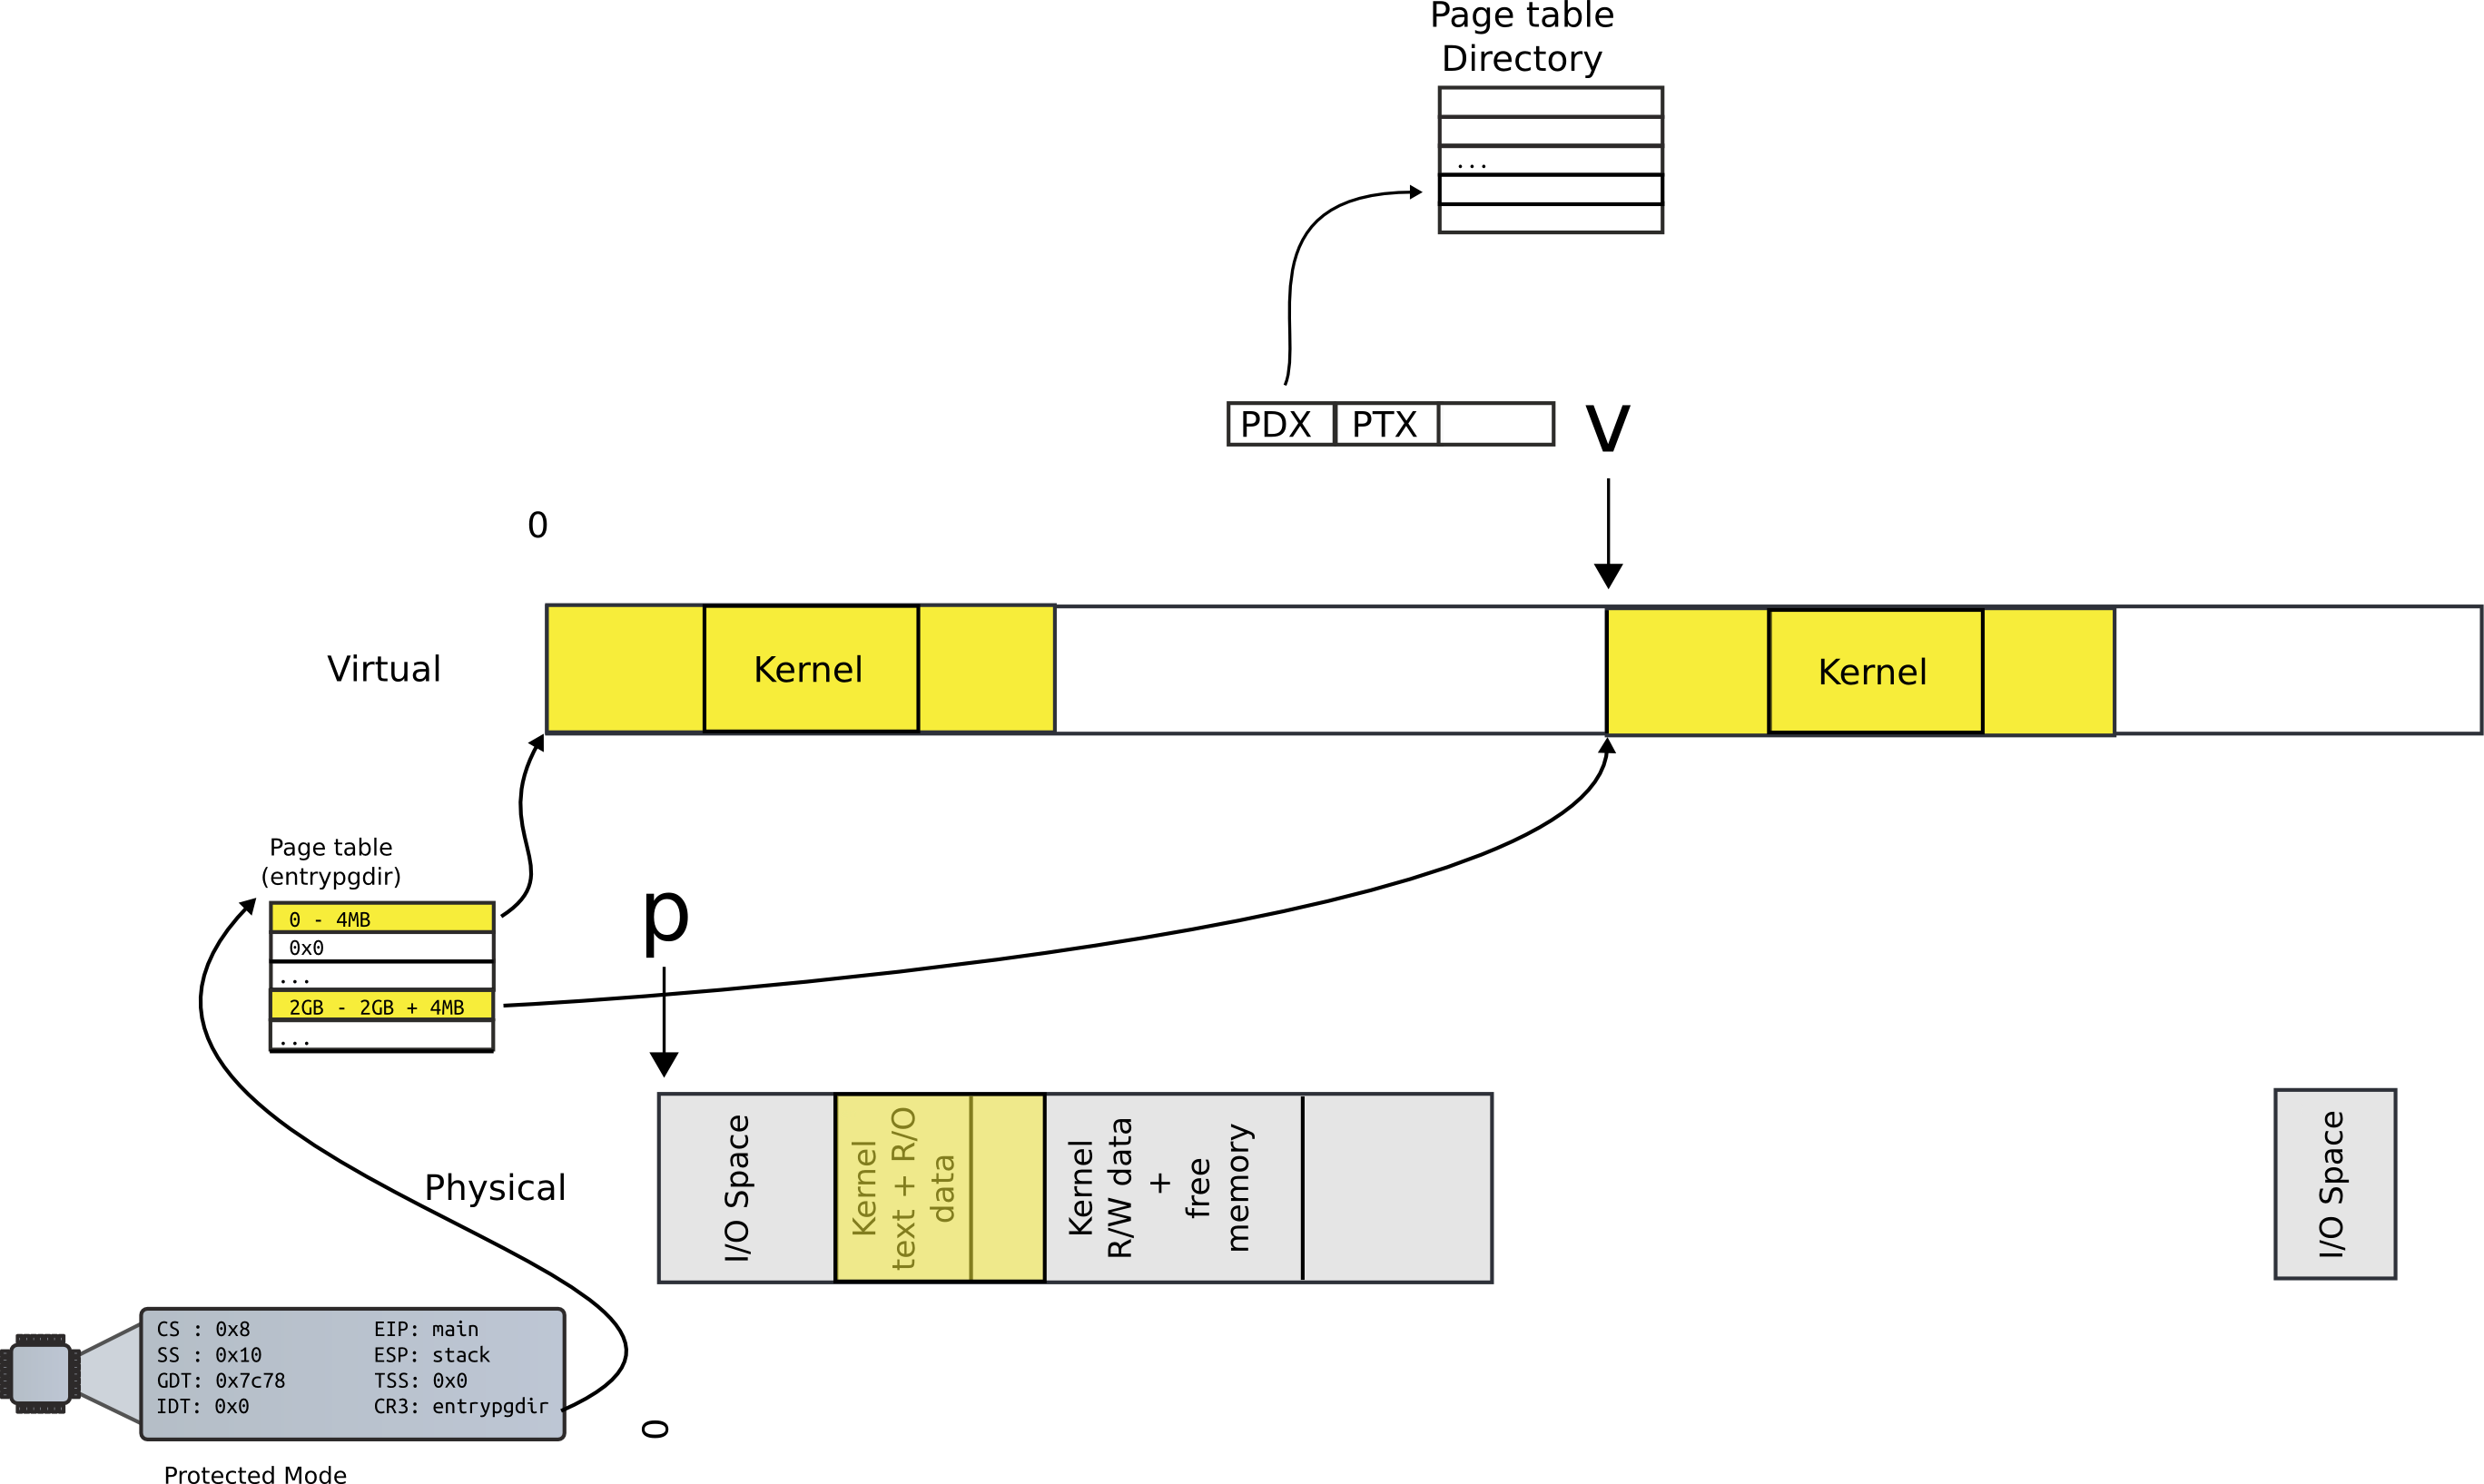 Page table
Directory
...
PDX PTX
v
0
Virtual
Kernel
Kernel
Page table
(entrypgdir)
0 - 4MB
0x0
...
2GB - 2GB + 4MB
...
p
Physical
I/O Space
Kernel
text + R/O
data
Kernel
R/W data
+
free
memory
I/O Space
CS : 0x8 EIP: main
SS : 0x10 ESP: stack
GDT: 0x7c78 TSS: 0x0
IDT: 0x0 CR3: entrypgdir
0
Protected Mode